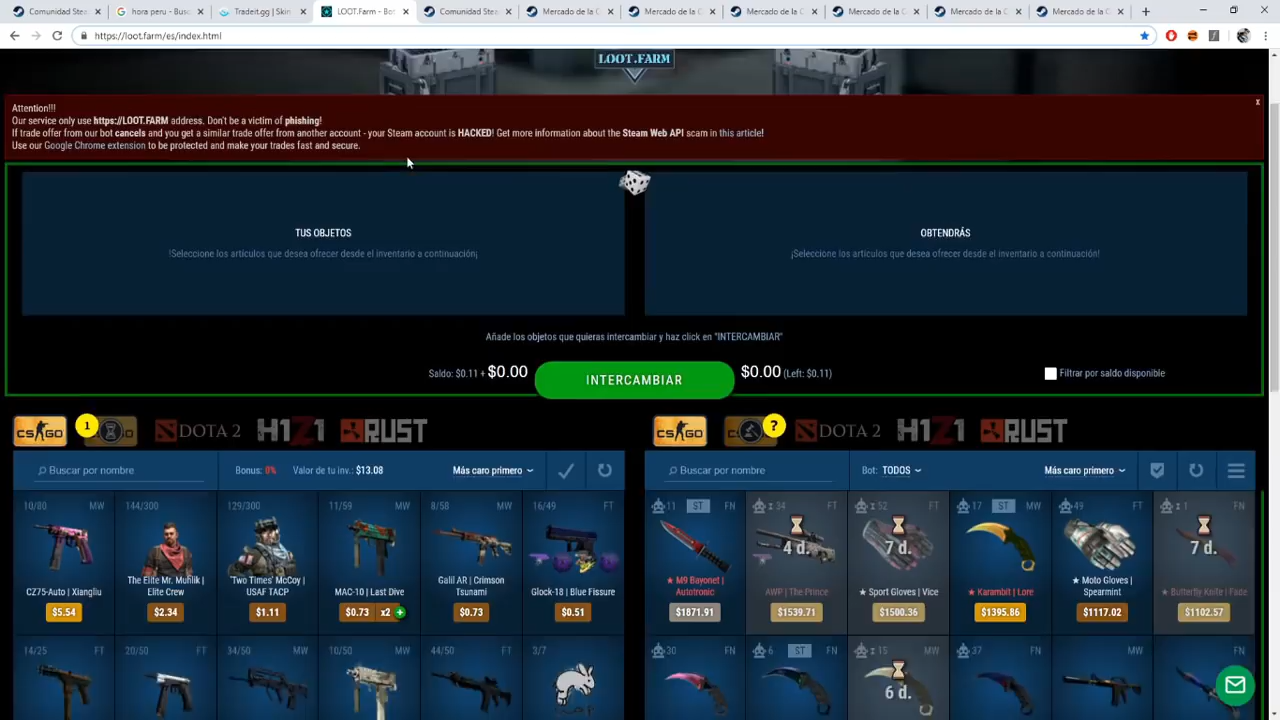 Comunidad Stea
hora peru - Busc
Tradeit.gg | Skin
LOOT.Farm - Bo
Comunidad Stea
Mercado de la C
Mercado de la C
Mercado de la C
Mercado de la C
Mercado de la C
Mercado de la C
https://loot.farm/es/index.html
LOOT.FARM
Attention!!!
Our service only use https://LOOT.FARM address. Don't be a victim of phishing!
If trade offer from our bot cancels and you get a similar trade offer from another account - your Steam account is HACKED! Get more information about the Steam Web API scam in this article!
Use our Google Chrome extension to be protected and make your trades fast and secure.
x
TUS OBJETOS
OBTENDRÁS
!Seleccione los artículos que desea ofrecer desde el inventario a continuación¡
¡Seleccione los artículos que desea ofrecer desde el inventario a continuación!
Añade los objetos que quieras intercambiar y haz click en "INTERCAMBIAR"
Saldo: $0.11 + $0.00
INTERCAMBIAR
$0.00 (Left: $0.11)
Filtrar por saldo disponible
CS GO 1 DOTA 2 H1Z1 RUST
CS GO ? DOTA 2 H1Z1 RUST
Buscar por nombre
Bonus: 0% Valor de tu inv.: $13.08
Más caro primero
Buscar por nombre
Bot: TODOS
Más caro primero
10/80 MW
144/300
129/300
11/59 MW
8/58 MW
16/49 FT
11 ST FN
34 FT
52 FT
17 ST MW
49 FT
1 FN
4 d.
7 d.
7 d.
CZ75-Auto | Xiangliu
The Elite Mr. Muhlik | Elite Crew
'Two Times' McCoy | USAF TACP
MAC-10 | Last Dive
Galil AR | Crimson Tsunami
Glock-18 | Blue Fissure
★ M9 Bayonet | Autotronic
AWP | The Prince
★ Sport Gloves | Vice
★ Karambit | Lore
★ Moto Gloves | Spearmint
★ Butterfly Knife | Fade
$5.54
$2.34
$1.11
$0.73 x2
$0.73
$0.51
$1871.91
$1539.71
$1500.36
$1395.86
$1117.02
$1102.57
14/25 FT
20/50 FT
34/50 MW
10/50 MW
44/50 FT
3/7
30 FN
6 ST FN
15 MW
37 FN
MW
FN
6 d.